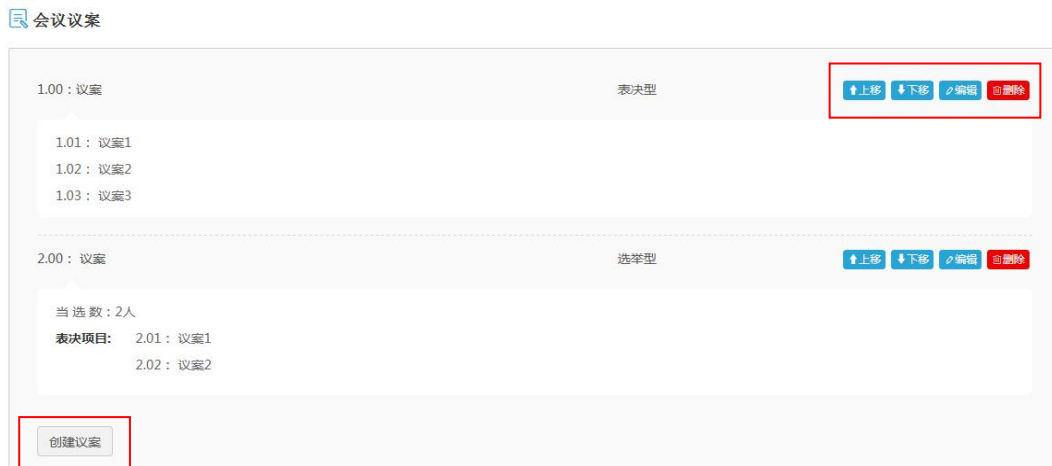 会议议案
1.00：议案 表决型 上移 下移 编辑 删除
1.01： 议案1
1.02： 议案2
1.03： 议案3
2.00： 议案 选举型 上移 下移 编辑 删除
当 选 数：2人
表决项目: 2.01： 议案1
2.02： 议案2
创建议案